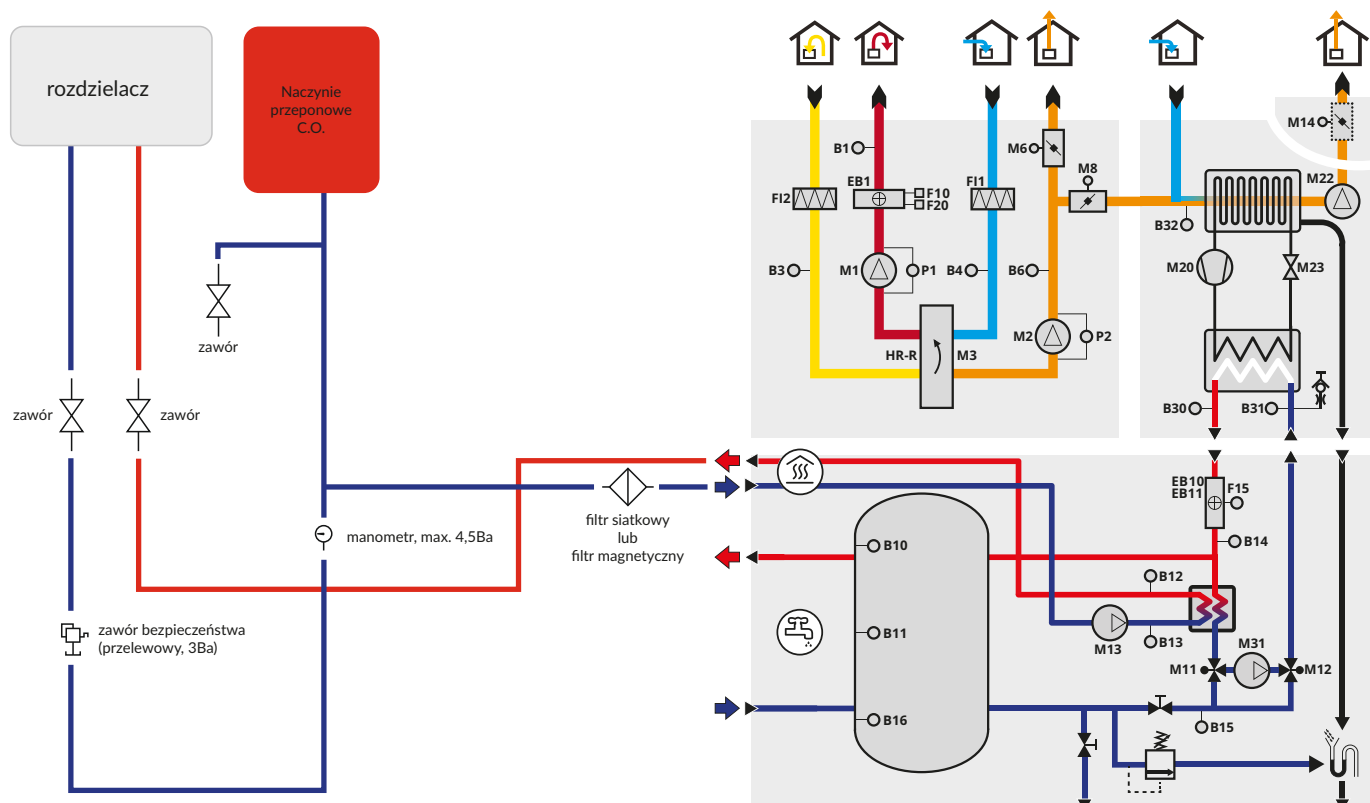 rozdzielacz
Naczynie
przeponowe
C.O.
zawór
zawór
zawór
manometr, max. 4,5Ba
filtr siatkowy
lub
filtr magnetyczny
zawór bezpieczeństwa
(przelewowy, 3Ba)
M14
B1
M6
M8
M22
EB1
F10
F20
FI2
FI1
B32
B3
M1
P1
B4
B6
M20
M23
HR-R
M3
M2
P2
B30
B31
EB10
EB11
F15
B10
B14
B12
B11
M13
B13
M31
M11
M12
B16
B15